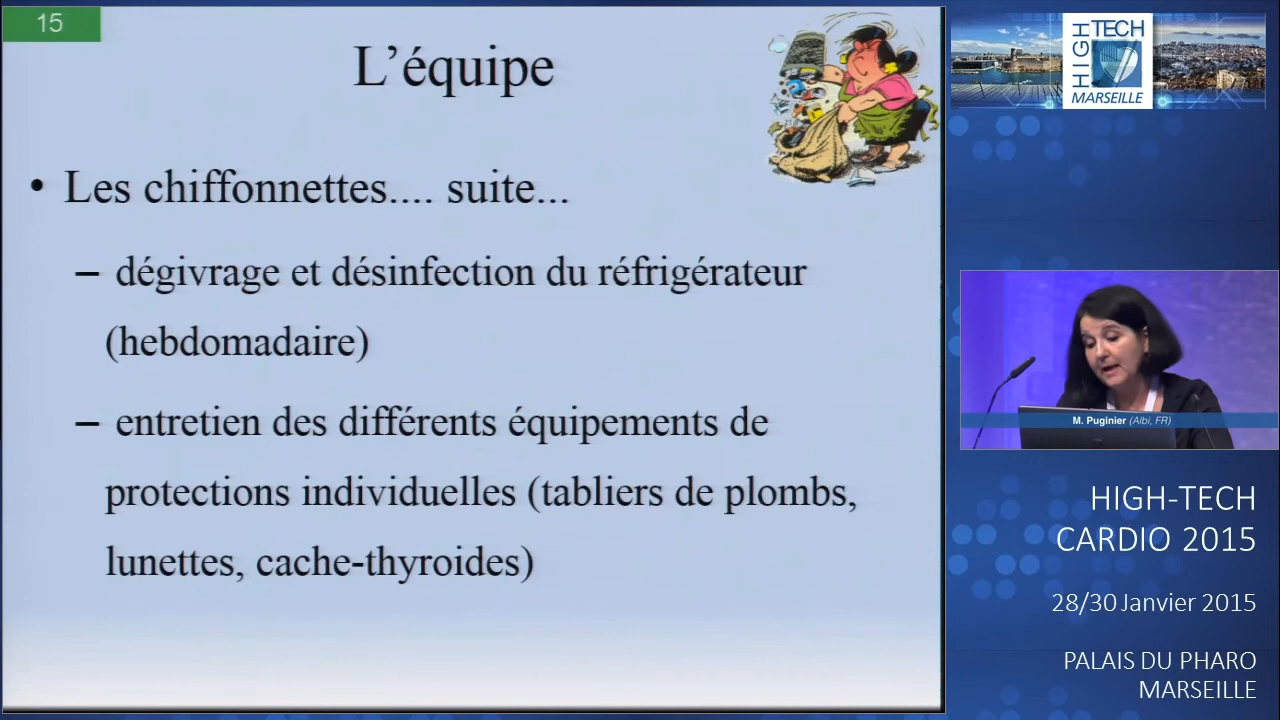 15
L’équipe
• Les chiffonnettes.... suite...
– dégivrage et désinfection du réfrigérateur
(hebdomadaire)
– entretien des différents équipements de
protections individuelles (tabliers de plombs,
lunettes, cache-thyroides)
HIGH TECH
MARSEILLE
M. Puginier (Albi, FR)
HIGH-TECH
CARDIO 2015
28/30 Janvier 2015
PALAIS DU PHARO
MARSEILLE